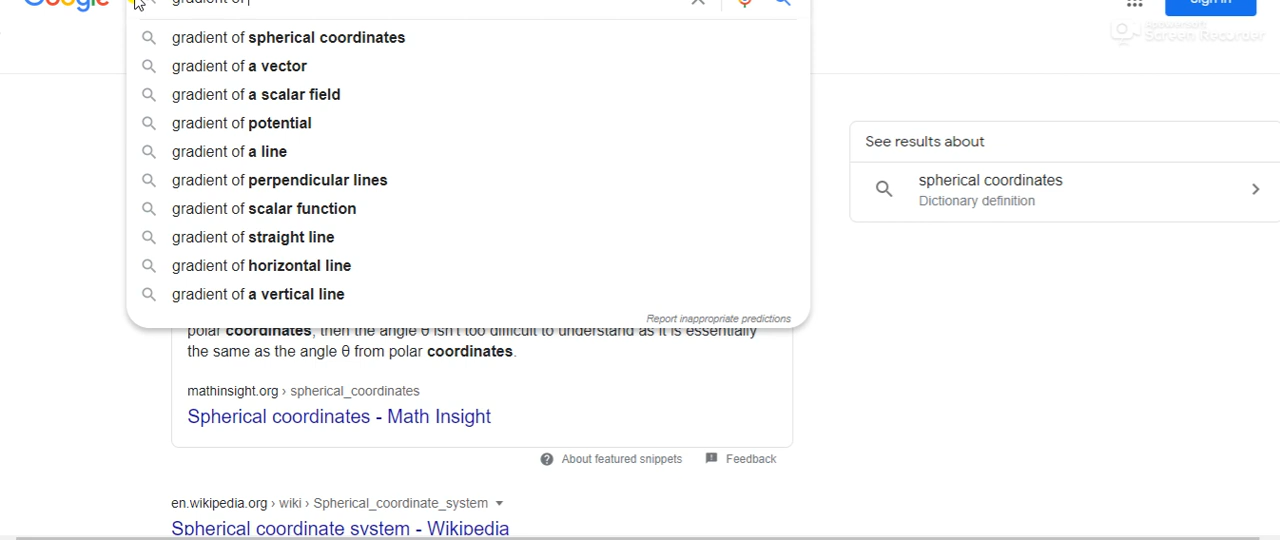 Google
gradient of
Sign in
Screen Recorder
gradient of spherical coordinates
gradient of a vector
gradient of a scalar field
gradient of potential
gradient of a line
gradient of perpendicular lines
gradient of scalar function
gradient of straight line
gradient of horizontal line
gradient of a vertical line
Report inappropriate predictions
See results about
spherical coordinates
Dictionary definition
polar coordinates, then the angle θ isn't too difficult to understand as it is essentially
the same as the angle θ from polar coordinates.
mathinsight.org › spherical_coordinates
Spherical coordinates - Math Insight
About featured snippets
Feedback
en.wikipedia.org › wiki › Spherical_coordinate_system
Spherical coordinate system - Wikipedia